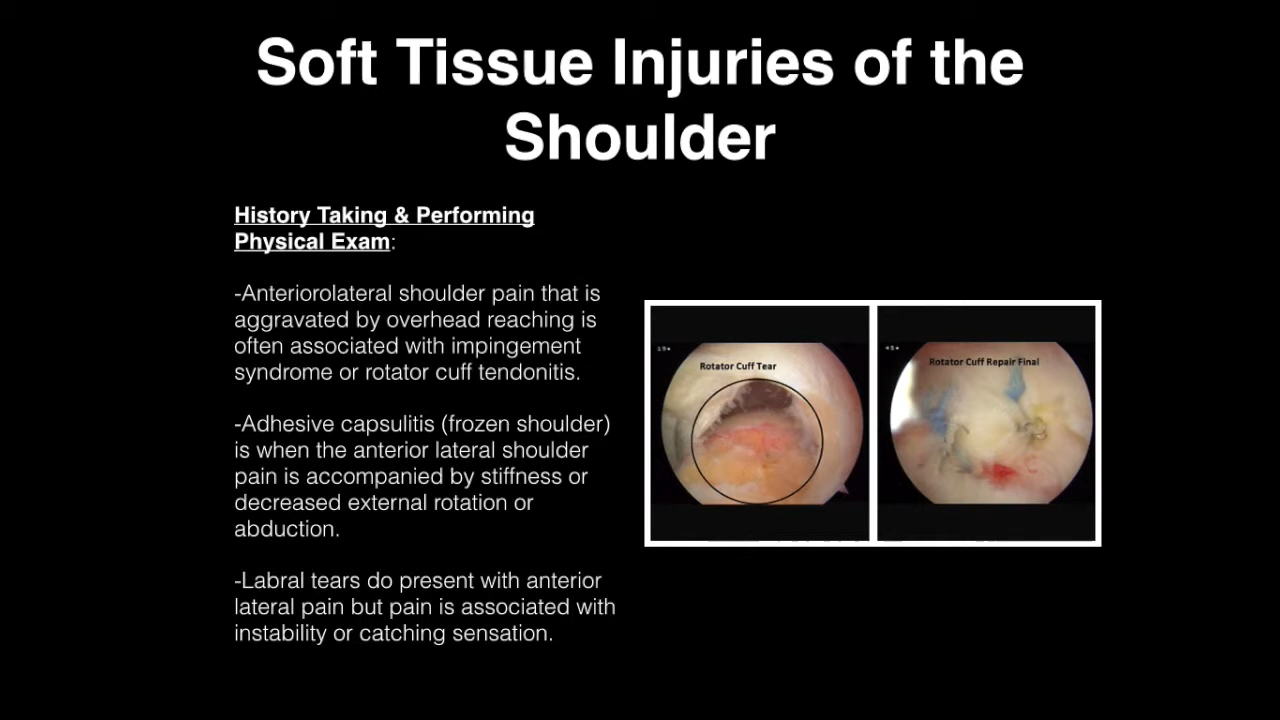 Soft Tissue Injuries of the
Shoulder
History Taking & Performing
Physical Exam:
-Anteriorolateral shoulder pain that is
aggravated by overhead reaching is
often associated with impingement
syndrome or rotator cuff tendonitis.
-Adhesive capsulitis (frozen shoulder)
is when the anterior lateral shoulder
pain is accompanied by stiffness or
decreased external rotation or
abduction.
-Labral tears do present with anterior
lateral pain but pain is associated with
instability or catching sensation.
Rotator Cuff Tear
Rotator Cuff Repair Final